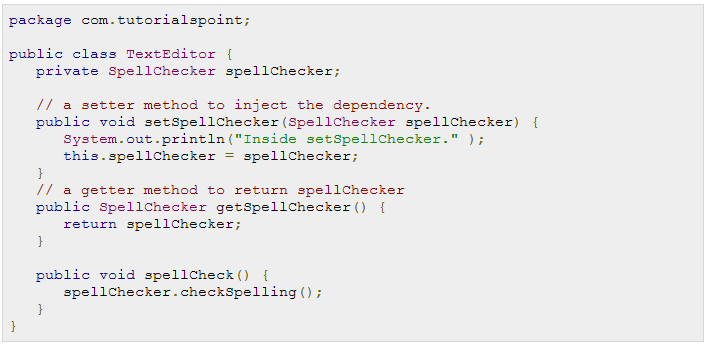 package com.tutorialspoint;

public class TextEditor {
   private SpellChecker spellChecker;

   // a setter method to inject the dependency.
   public void setSpellChecker(SpellChecker spellChecker) {
      System.out.println("Inside setSpellChecker." );
      this.spellChecker = spellChecker;
   }
   // a getter method to return spellChecker
   public SpellChecker getSpellChecker() {
      return spellChecker;
   }

   public void spellCheck() {
      spellChecker.checkSpelling();
   }
}